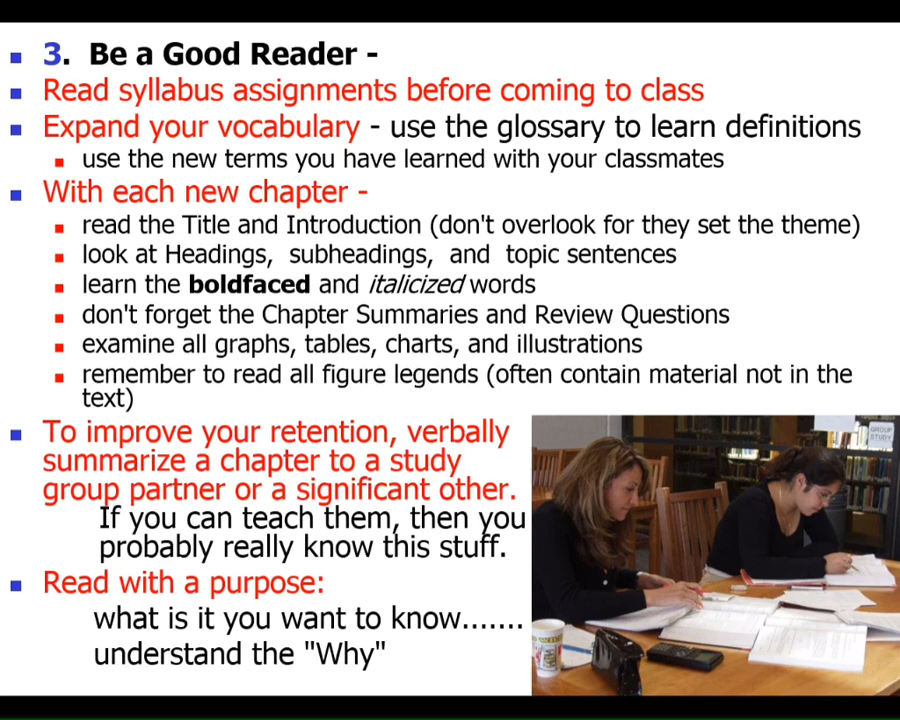 3. Be a Good Reader -
Read syllabus assignments before coming to class
Expand your vocabulary - use the glossary to learn definitions
use the new terms you have learned with your classmates
With each new chapter -
read the Title and Introduction (don't overlook for they set the theme)
look at Headings, subheadings, and topic sentences
learn the boldfaced and italicized words
don't forget the Chapter Summaries and Review Questions
examine all graphs, tables, charts, and illustrations
remember to read all figure legends (often contain material not in the
text)
To improve your retention, verbally
summarize a chapter to a study
group partner or a significant other.
If you can teach them, then you
probably really know this stuff.
Read with a purpose:
what is it you want to know.......
understand the "Why"
GROUP
STUDY